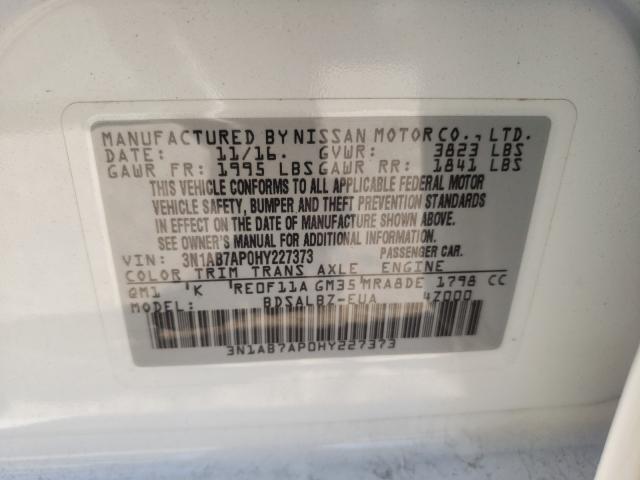 MANUFACTURED BY NISSAN MOTOR CO., LTD.
DATE: 11/16. GVWR: 3823 LBS
GAWR FR: 1995 LBS GAWR RR: 1841 LBS
THIS VEHICLE CONFORMS TO ALL APPLICABLE FEDERAL MOTOR
VEHICLE SAFETY, BUMPER AND THEFT PREVENTION STANDARDS
IN EFFECT ON THE DATE OF MANUFACTURE SHOWN ABOVE.
SEE OWNER'S MANUAL FOR ADDITIONAL INFORMATION.
VIN: 3N1AB7AP0HY227373 PASSENGER CAR.
COLOR TRIM TRANS AXLE ENGINE
QM1 'K RE0F11A GM35 MRA8DE 1798 CC
BDSALBZ-EUA 4Z000
3N1AB7AP0HY227373